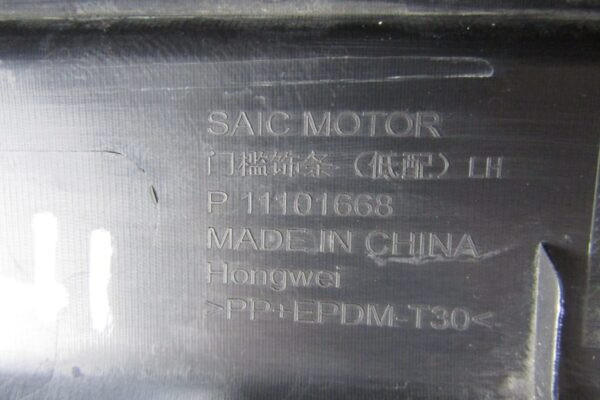 SAIC MOTOR
门槛饰条（低配）LH
P 11101668
MADE IN CHINA
Hongwei
>PP+EPDM-T30<